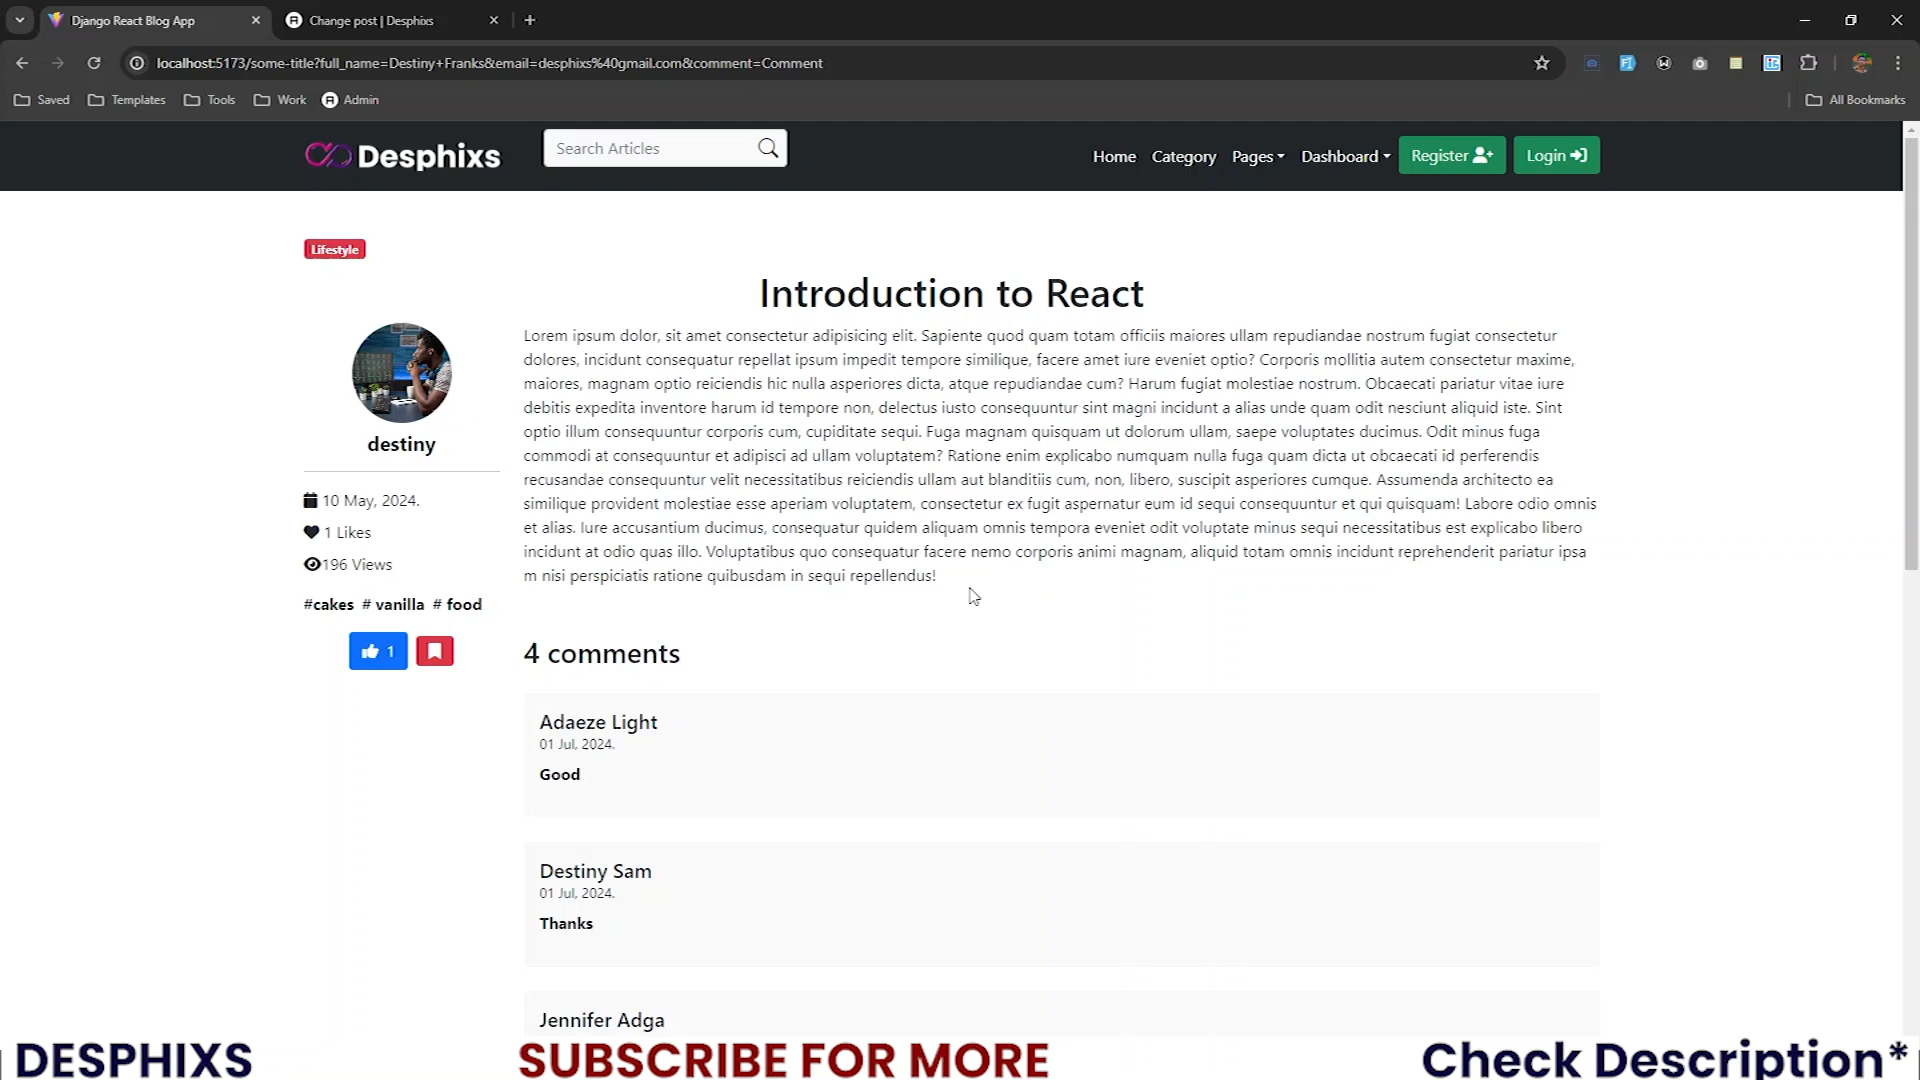 Django React Blog App
Change post | Desphixs
localhost:5173/some-title?full_name=Destiny+Franks&email=desphixs%40gmail.com&comment=Comment
Saved
Templates
Tools
Work
Admin
All Bookmarks
Desphixs
Search Articles
Home
Category
Pages
Dashboard
Register
Login
Lifestyle
Introduction to React
destiny
10 May, 2024.
1 Likes
196 Views
#cakes # vanilla # food
1
Lorem ipsum dolor, sit amet consectetur adipisicing elit. Sapiente quod quam totam officiis maiores ullam repudiandae nostrum fugiat consectetur
dolores, incidunt consequatur repellat ipsum impedit tempore similique, facere amet iure eveniet optio? Corporis mollitia autem consectetur maxime,
maiores, magnam optio reiciendis hic nulla asperiores dicta, atque repudiandae cum? Harum fugiat molestiae nostrum. Obcaecati pariatur vitae iure
debitis expedita inventore harum id tempore non, delectus iusto consequuntur sint magni incidunt a alias unde quam odit nesciunt aliquid iste. Sint
optio illum consequuntur corporis cum, cupiditate sequi. Fuga magnam quisquam ut dolorum ullam, saepe voluptates ducimus. Odit minus fuga
commodi at consequuntur et adipisci ad ullam voluptatem? Ratione enim explicabo numquam nulla fuga quam dicta ut obcaecati id perferendis
recusandae consequuntur velit necessitatibus reiciendis ullam aut blanditiis cum, non, libero, suscipit asperiores cumque. Assumenda architecto ea
similique provident molestiae esse aperiam voluptatem, consectetur ex fugit aspernatur eum id sequi consequuntur et qui quisquam! Labore odio omnis
et alias. Iure accusantium ducimus, consequatur quidem aliquam omnis tempora eveniet odit voluptate minus sequi necessitatibus est explicabo libero
incidunt at odio quas illo. Voluptatibus quo consequatur facere nemo corporis animi magnam, aliquid totam omnis incidunt reprehenderit pariatur ipsa
m nisi perspiciatis ratione quibusdam in sequi repellendus!
4 comments
Adaeze Light
01 Jul, 2024.
Good
Destiny Sam
01 Jul, 2024.
Thanks
Jennifer Adga
| DESPHIXS
SUBSCRIBE FOR MORE
Check Description* |